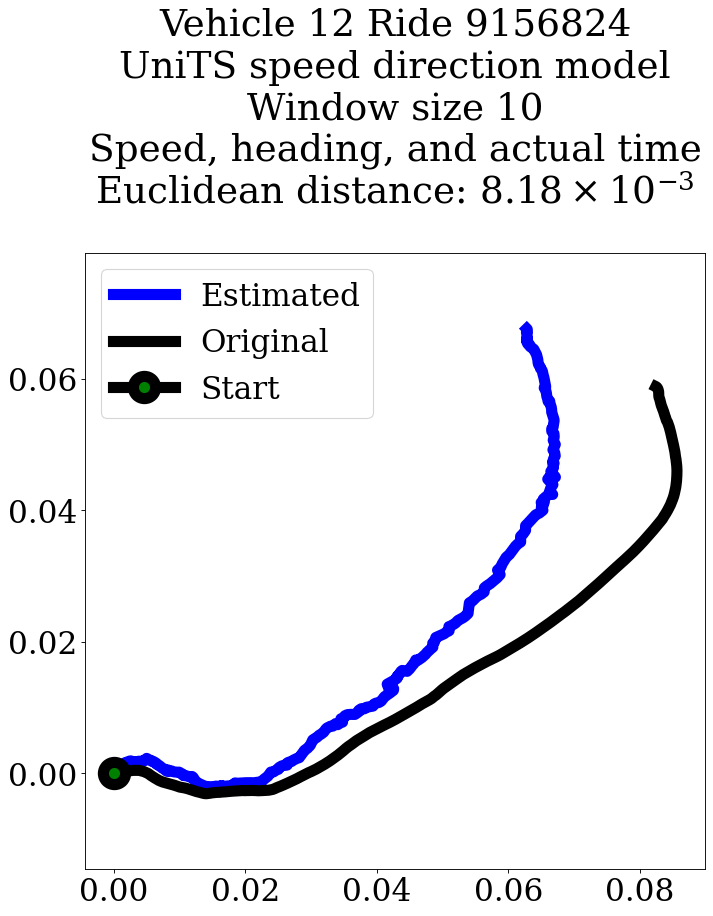 Vehicle 12 Ride 9156824
UniTS speed direction model
Window size 10
Speed, heading, and actual time
Euclidean distance: 8.18 × 10⁻³
Estimated
Original
Start
0.06
0.04
0.02
0.00
0.00 0.02 0.04 0.06 0.08